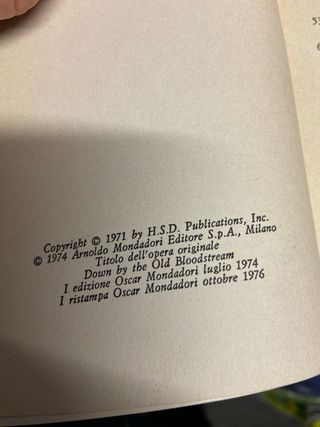 Copyright © 1971 by H.S.D. Publications, Inc.
© 1974 Arnoldo Mondadori Editore S.p.A., Milano
Titolo dell'opera originale
Down by the Old Bloodstream
I edizione Oscar Mondadori luglio 1974
I ristampa Oscar Mondadori ottobre 1976